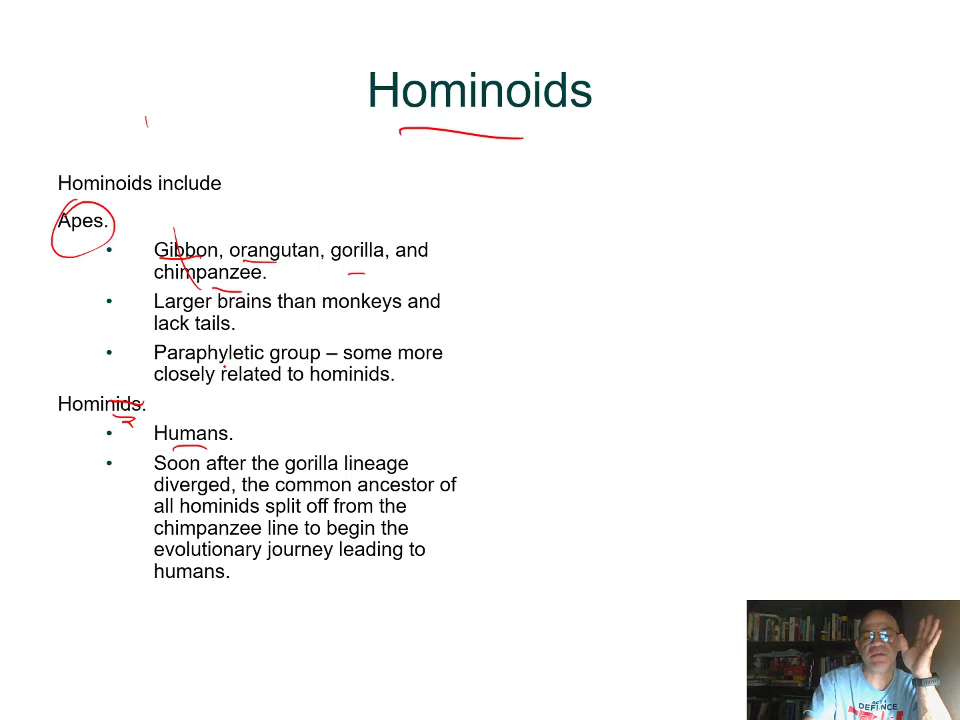 Hominoids
Hominoids include
Apes.
• Gibbon, orangutan, gorilla, and
chimpanzee.
• Larger brains than monkeys and
lack tails.
• Paraphyletic group – some more
closely related to hominids.
Hominids.
• Humans.
• Soon after the gorilla lineage
diverged, the common ancestor of
all hominids split off from the
chimpanzee line to begin the
evolutionary journey leading to
humans.
DEFIANCE